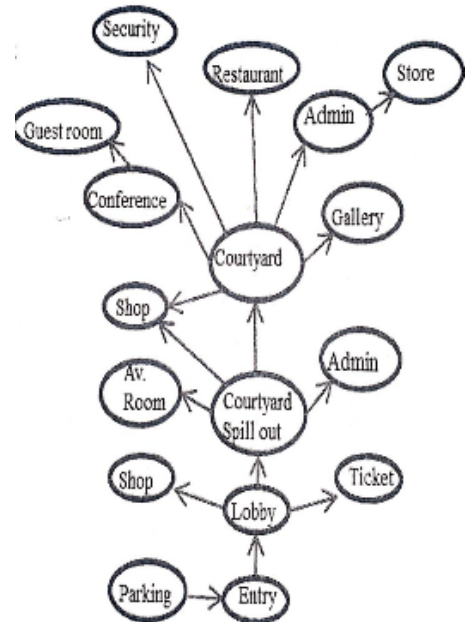 Security
Restaurant
Store
Admin
Guest room
Conference
Gallery
Courtyard
Shop
Admin
Av.
Room
Courtyard
Spill out
Shop
Ticket
Lobby
Parking
Entry